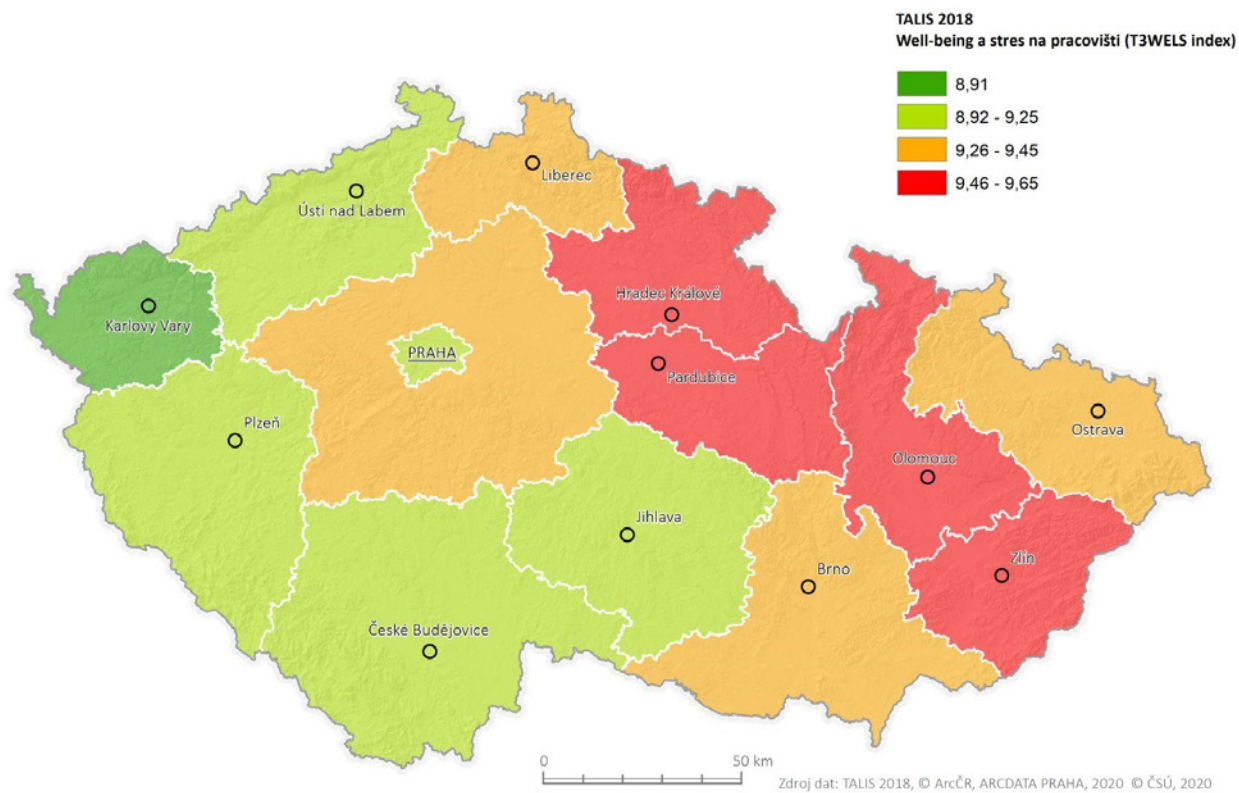 TALIS 2018
Well-being a stres na pracovišti (T3WELS index)
8,91
8,92 - 9,25
9,26 - 9,45
9,46 - 9,65
Liberec
Ústí nad Labem
Hradec Králové
Karlovy Vary
PRAHA
Pardubice
Plzeň
Ostrava
Olomouc
Jihlava
Zlín
Brno
České Budějovice
0 50 km
Zdroj dat: TALIS 2018, © ArcČR, ARCDATA PRAHA, 2020 © ČSÚ, 2020